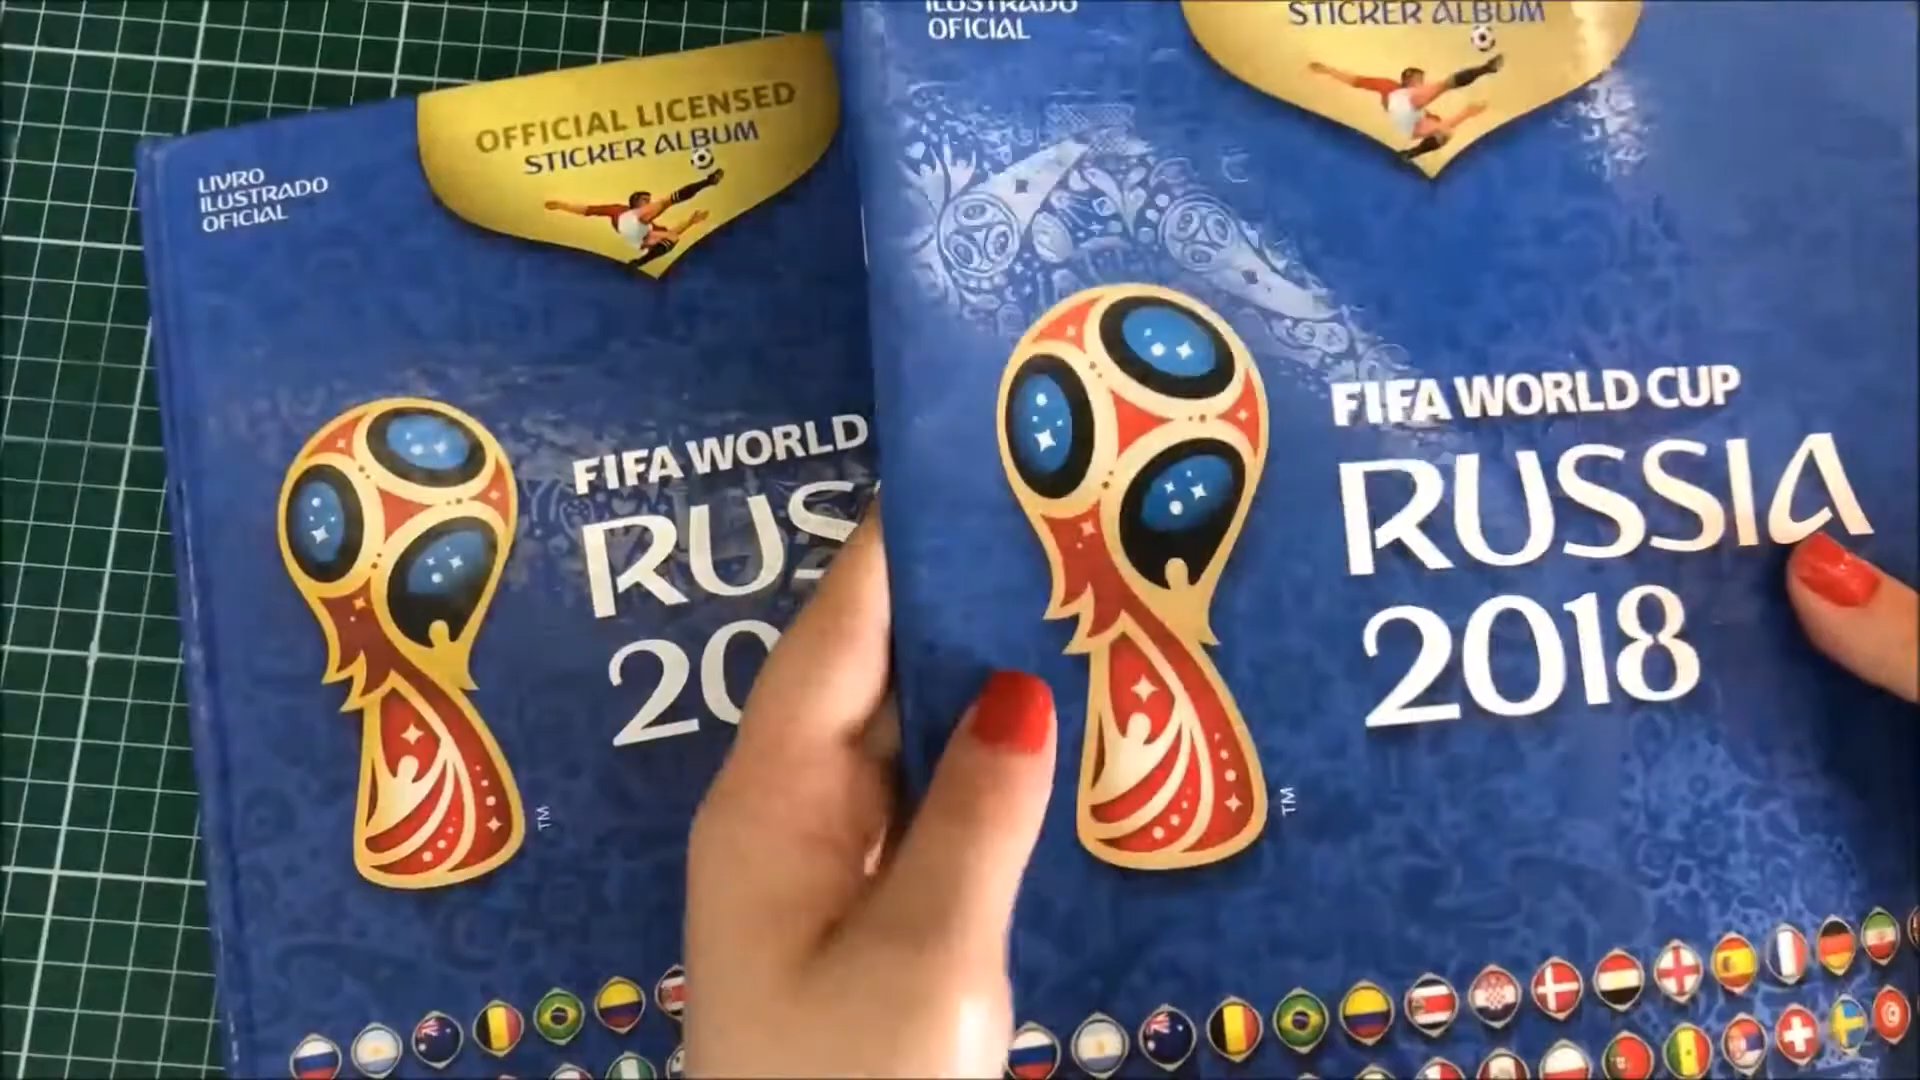 LIVRO
ILUSTRADO
OFICIAL
OFFICIAL LICENSED
STICKER ALBUM
FIFA WORLD
RUS
20
TM
ILUSTRADO
OFICIAL
STICKER ALBUM
FIFA WORLD CUP
RUSSIA
2018
TM